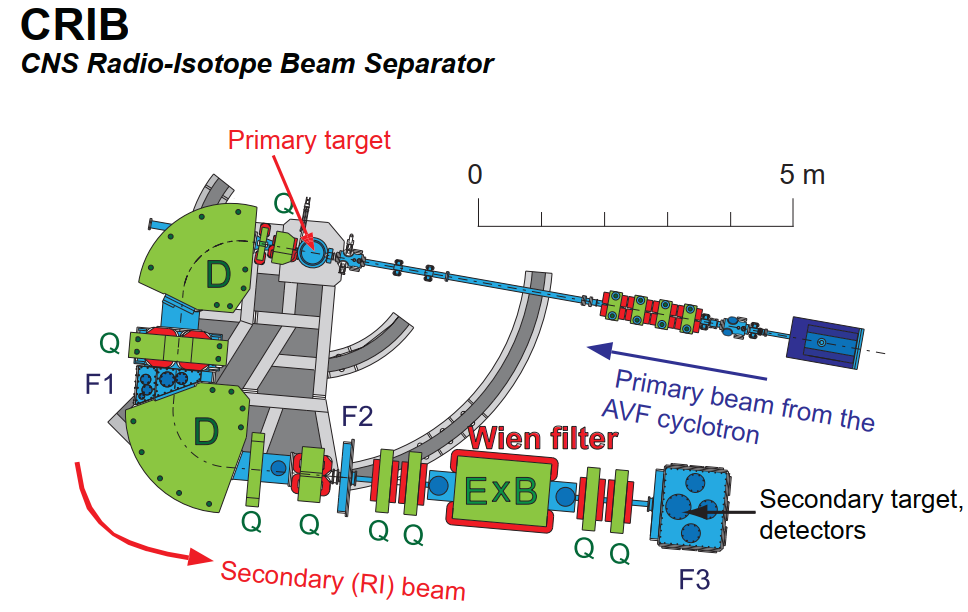 CRIB
CNS Radio-Isotope Beam Separator
Primary target
0
5 m
Q
D
Q
F1
Primary beam from the
AVF cyclotron
D
F2
Wien filter
ExB
Secondary target,
detectors
Q
Q
Q
Q
Q
Q
F3
Secondary (RI) beam